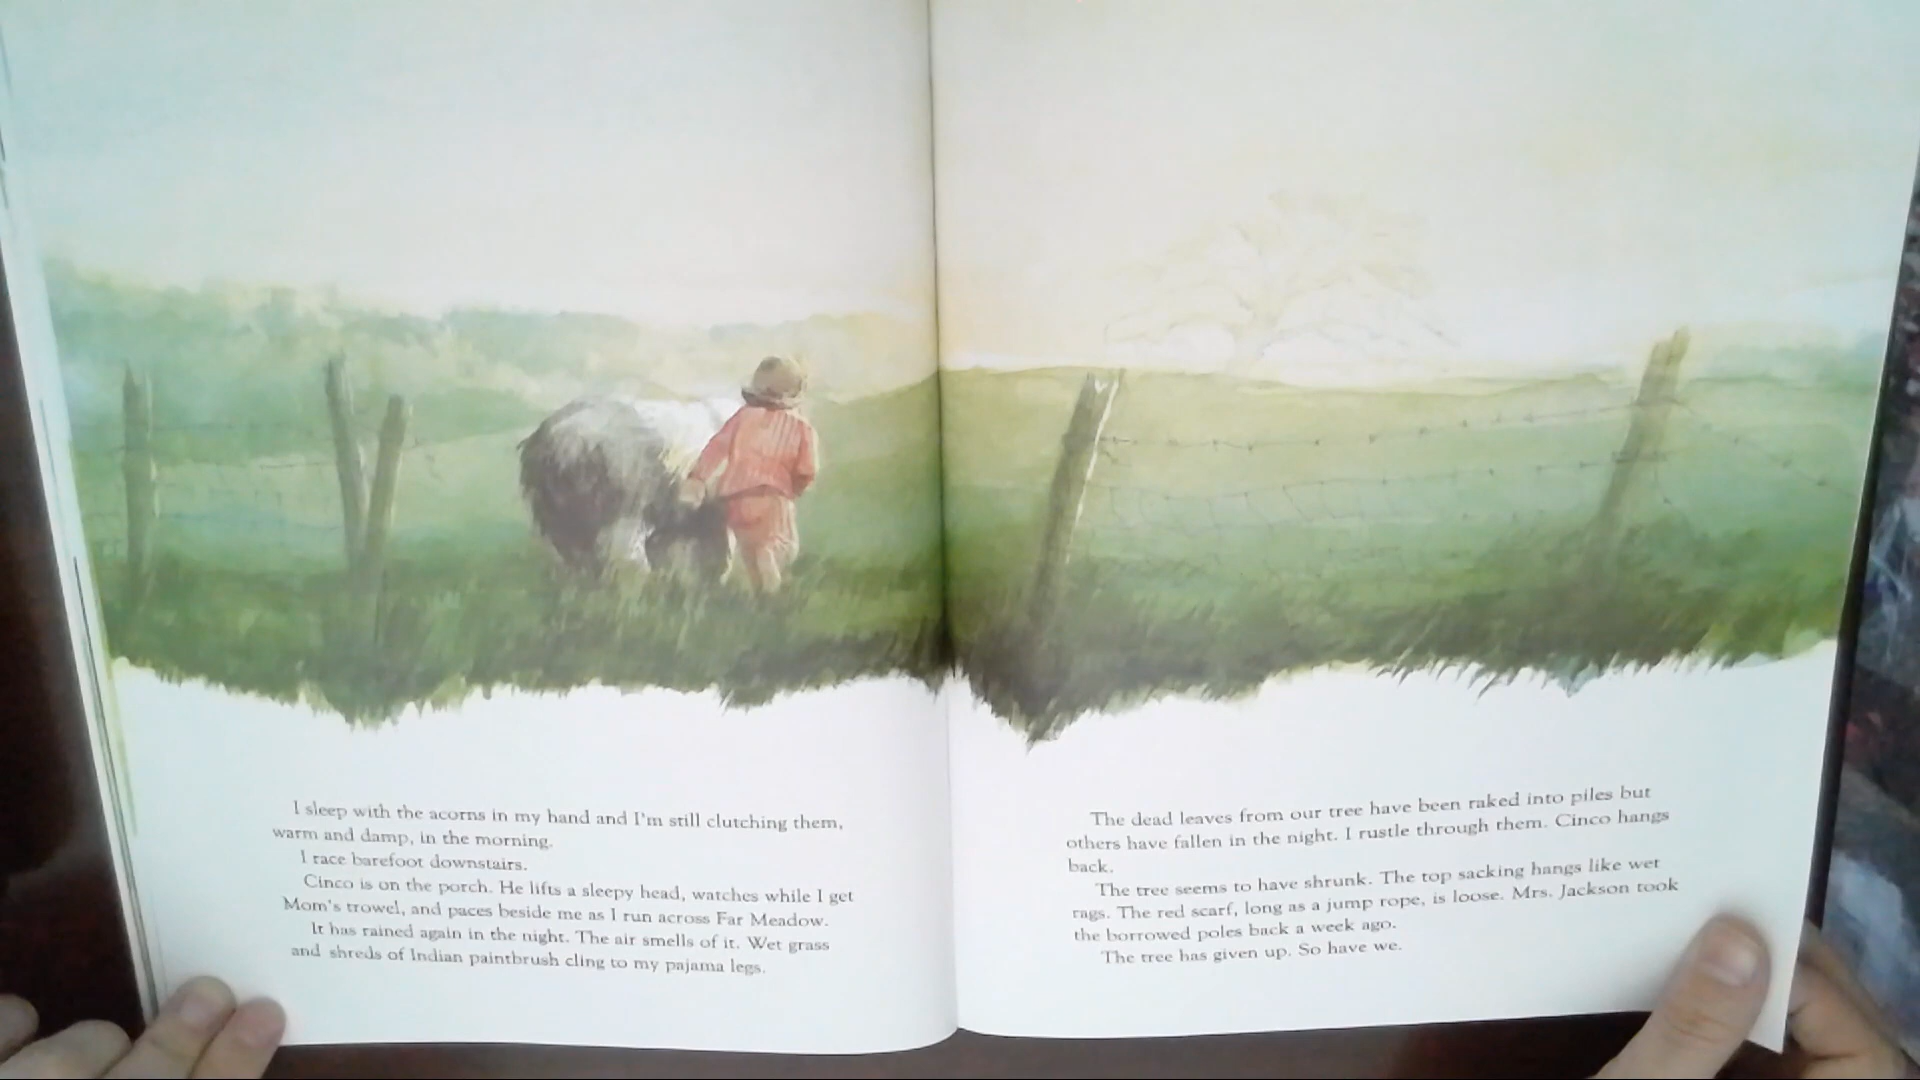 I sleep with the acorns in my hand and I'm still clutching them,
warm and damp, in the morning.
I race barefoot downstairs.
Cinco is on the porch. He lifts a sleepy head, watches while I get
Mom's trowel, and paces beside me as I run across Far Meadow.
It has rained again in the night. The air smells of it. Wet grass
and shreds of Indian paintbrush cling to my pajama legs.
The dead leaves from our tree have been raked into piles but
others have fallen in the night. I rustle through them. Cinco hangs
back.
The tree seems to have shrunk. The top sacking hangs like wet
rags. The red scarf, long as a jump rope, is loose. Mrs. Jackson took
the borrowed poles back a week ago.
The tree has given up. So have we.